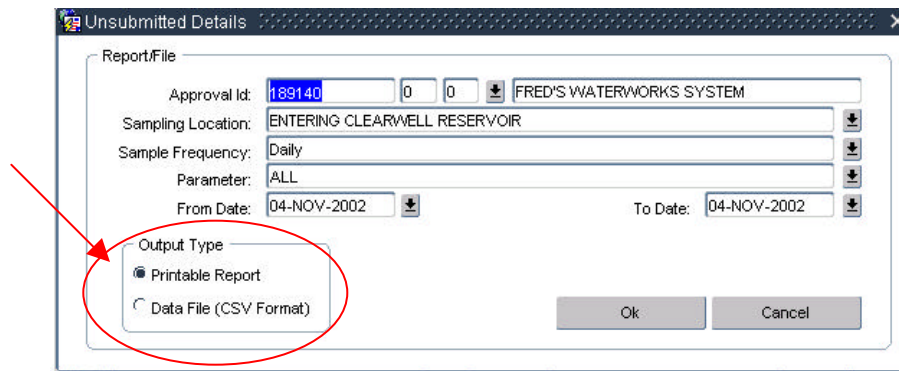 Unsubmitted Details
Report/File
Approval Id: 189140 0 0 FRED'S WATERWORKS SYSTEM
Sampling Location: ENTERING CLEARWELL RESERVOIR
Sample Frequency: Daily
Parameter: ALL
From Date: 04-NOV-2002 To Date: 04-NOV-2002
Output Type
Printable Report
Data File (CSV Format)
Ok Cancel